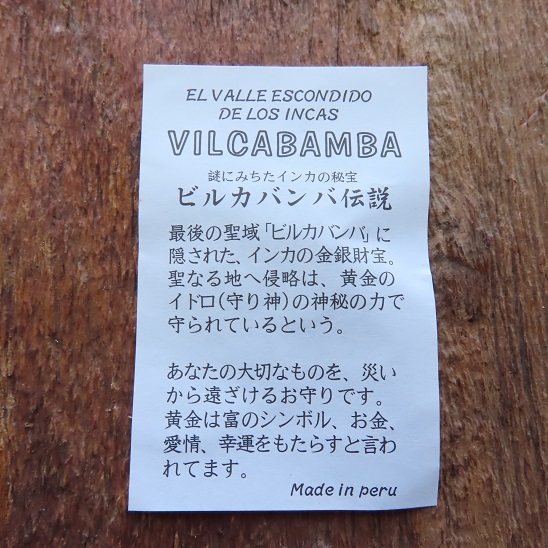 EL VALLE ESCONDIDO
DE LOS INCAS
VILCABAMBA
謎にみちたインカの秘宝
ビルカバンバ伝説
最後の聖域「ビルカバンバ」に
隠された、インカの金銀財宝。
聖なる地へ侵略は、黄金の
イドロ(守り神)の神秘の力で
守られているという。
あなたの大切なものを、災い
から遠ざけるお守りです。
黄金は富のシンボル、お金、
愛情、幸運をもたらすと言わ
れてます。
Made in peru